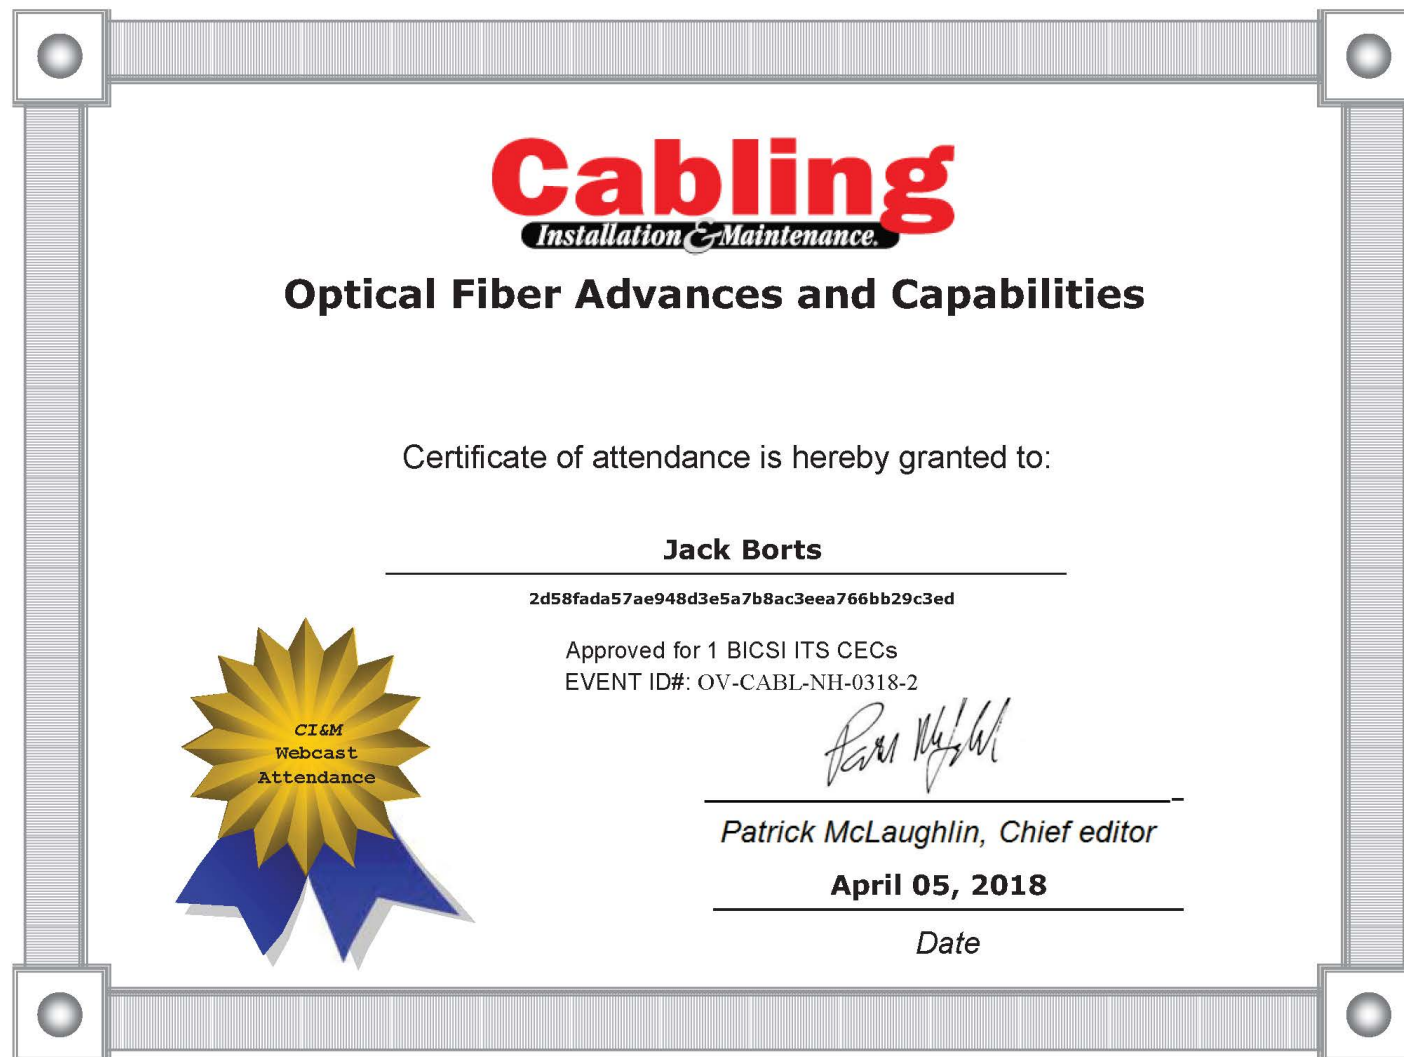 Cabling
Installation & Maintenance.
Optical Fiber Advances and Capabilities
Certificate of attendance is hereby granted to:
Jack Borts
2d58fada57ae948d3e5a7b8ac3eea766bb29c3ed
Approved for 1 BICSI ITS CECs
EVENT ID#: OV-CABL-NH-0318-2
CI&M
Webcast
Attendance
Patrick McLaughlin, Chief editor
April 05, 2018
Date